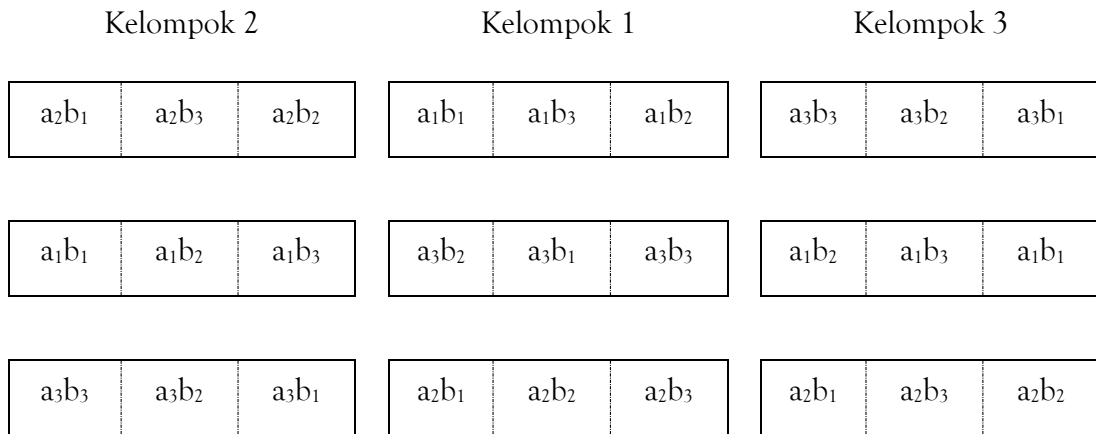 Kelompok 2 Kelompok 1 Kelompok 3
a₂b₁ a₂b₃ a₂b₂ a₁b₁ a₁b₃ a₁b₂ a₃b₃ a₃b₂ a₃b₁
a₁b₁ a₁b₂ a₁b₃ a₃b₂ a₃b₁ a₃b₃ a₁b₂ a₁b₃ a₁b₁
a₃b₃ a₃b₂ a₃b₁ a₂b₁ a₂b₂ a₂b₃ a₂b₁ a₂b₃ a₂b₂